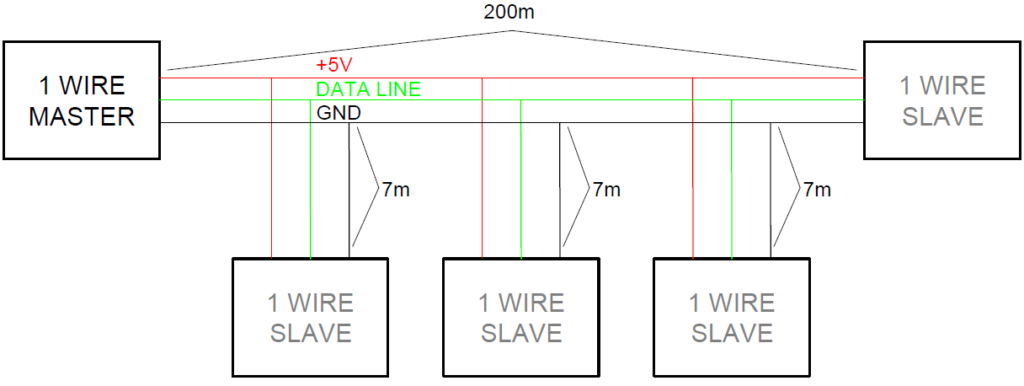 200m
1 WIRE
MASTER
+5V
DATA LINE
GND
1 WIRE
SLAVE
7m
7m
7m
1 WIRE
SLAVE
1 WIRE
SLAVE
1 WIRE
SLAVE